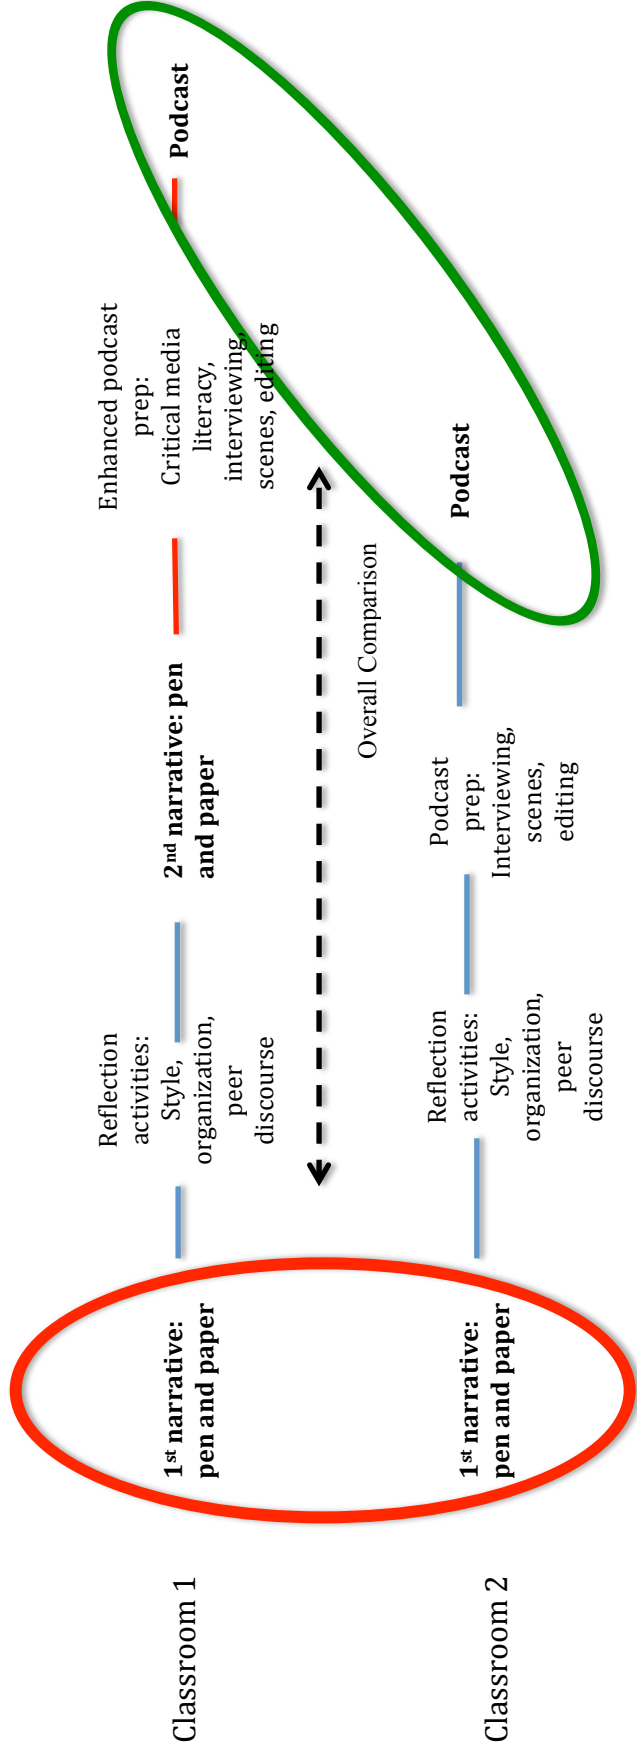 Classroom 1
1st narrative:
pen and paper
Reflection
activities:
Style,
organization,
peer
discourse
2nd narrative: pen
and paper
Enhanced podcast
prep:
Critical media
literacy,
interviewing,
scenes, editing
Podcast
Overall Comparison
Classroom 2
1st narrative:
pen and paper
Reflection
activities:
Style,
organization,
peer
discourse
Podcast
prep:
Interviewing,
scenes,
editing
Podcast